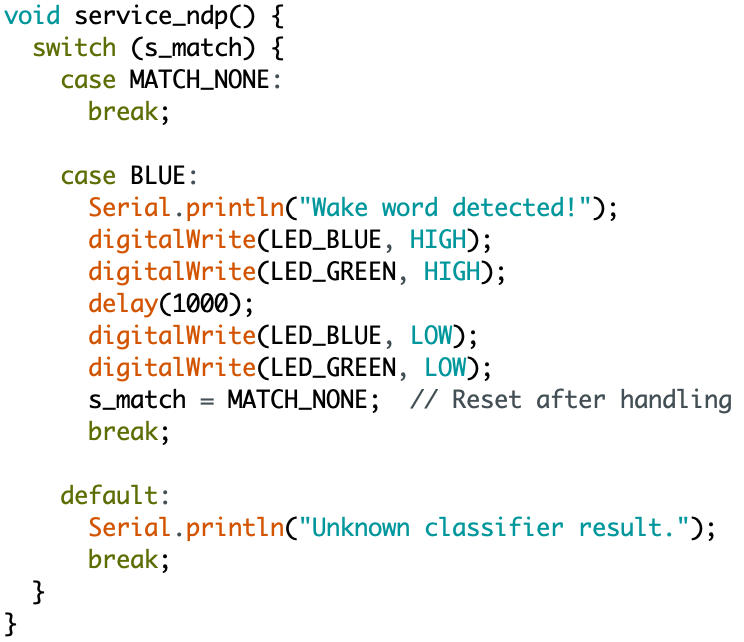 void service_ndp() {
  switch (s_match) {
    case MATCH_NONE:
      break;

    case BLUE:
      Serial.println("Wake word detected!");
      digitalWrite(LED_BLUE, HIGH);
      digitalWrite(LED_GREEN, HIGH);
      delay(1000);
      digitalWrite(LED_BLUE, LOW);
      digitalWrite(LED_GREEN, LOW);
      s_match = MATCH_NONE;  // Reset after handling
      break;

    default:
      Serial.println("Unknown classifier result.");
      break;
  }
}